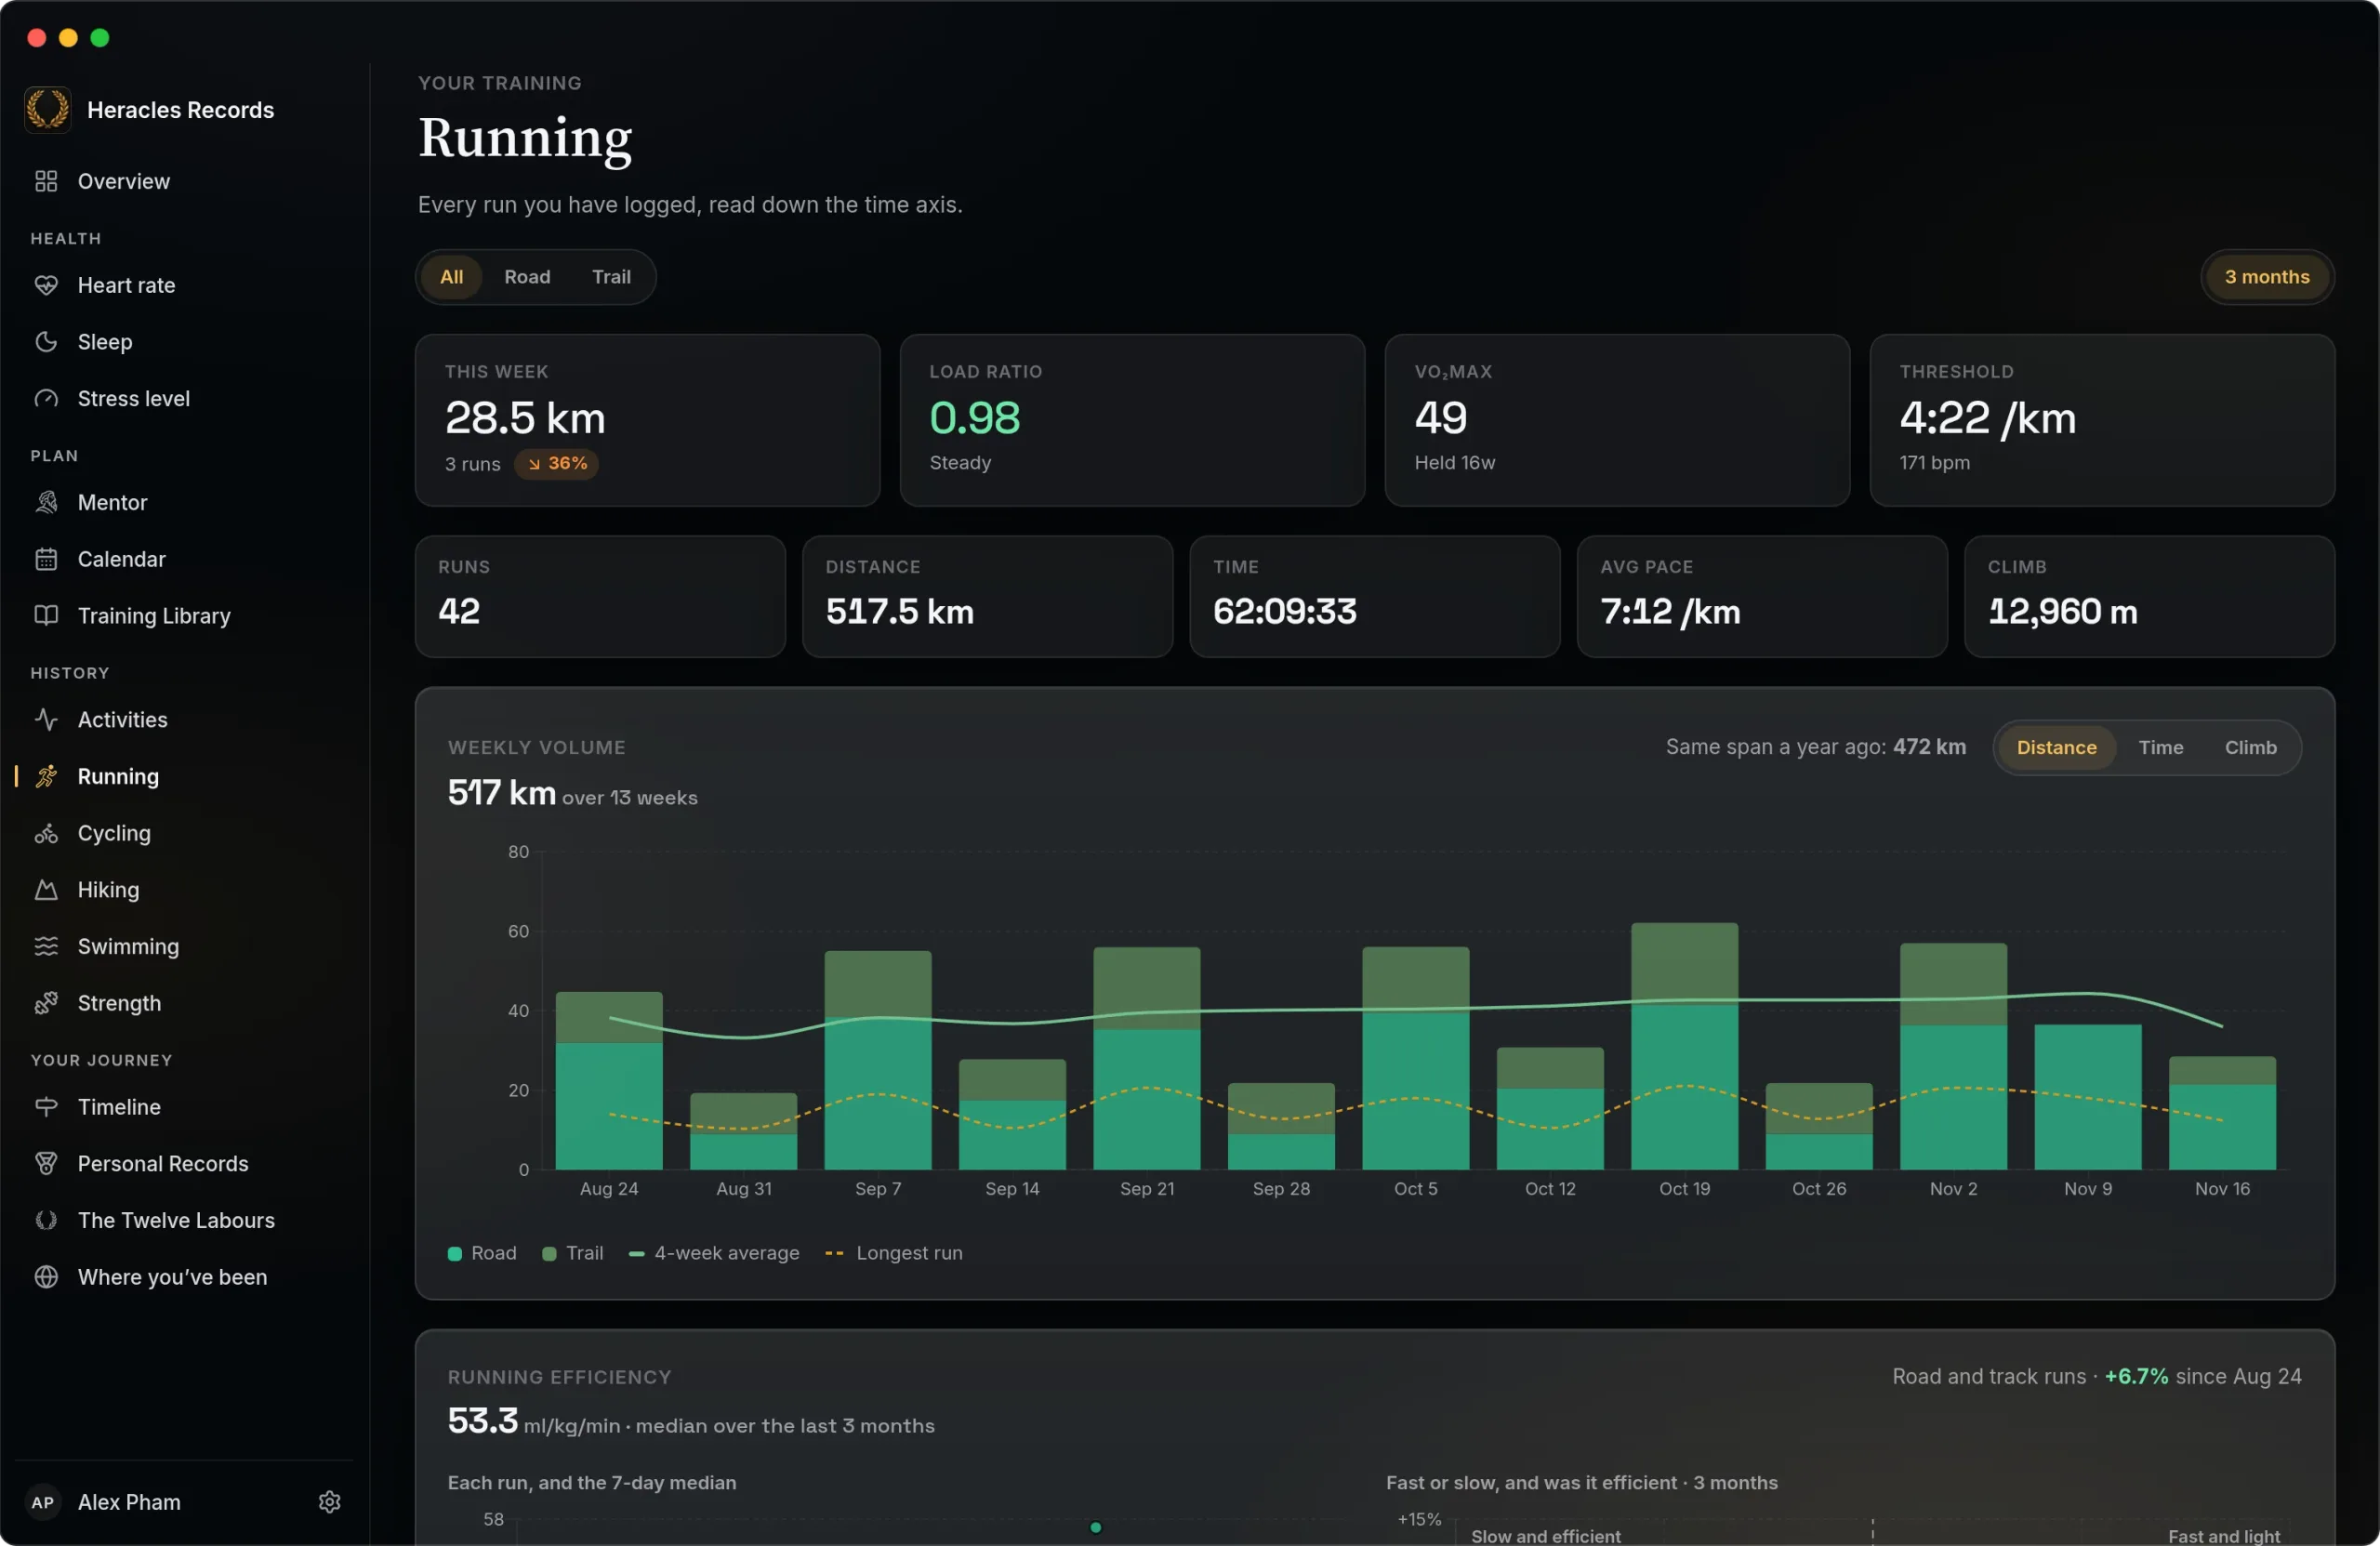 Heracles Records
Overview
HEALTH
Heart rate
Sleep
Stress level
PLAN
Mentor
Calendar
Training Library
HISTORY
Activities
Running
Cycling
Hiking
Swimming
Strength
YOUR JOURNEY
Timeline
Personal Records
The Twelve Labours
Where you’ve been
AP Alex Pham
YOUR TRAINING
Running
Every run you have logged, read down the time axis.
All Road Trail
3 months
THIS WEEK
28.5 km
3 runs ↘ 36%
LOAD RATIO
0.98
Steady
VO₂MAX
49
Held 16w
THRESHOLD
4:22 /km
171 bpm
RUNS
42
DISTANCE
517.5 km
TIME
62:09:33
AVG PACE
7:12 /km
CLIMB
12,960 m
WEEKLY VOLUME
517 km over 13 weeks
Same span a year ago: 472 km
Distance Time Climb
80
60
40
20
0
Aug 24 Aug 31 Sep 7 Sep 14 Sep 21 Sep 28 Oct 5 Oct 12 Oct 19 Oct 26 Nov 2 Nov 9 Nov 16
Road Trail 4-week average Longest run
RUNNING EFFICIENCY
53.3 ml/kg/min · median over the last 3 months
Road and track runs · +6.7% since Aug 24
Each run, and the 7-day median
58
Fast or slow, and was it efficient · 3 months
+15%
Slow and efficient
Fast and light